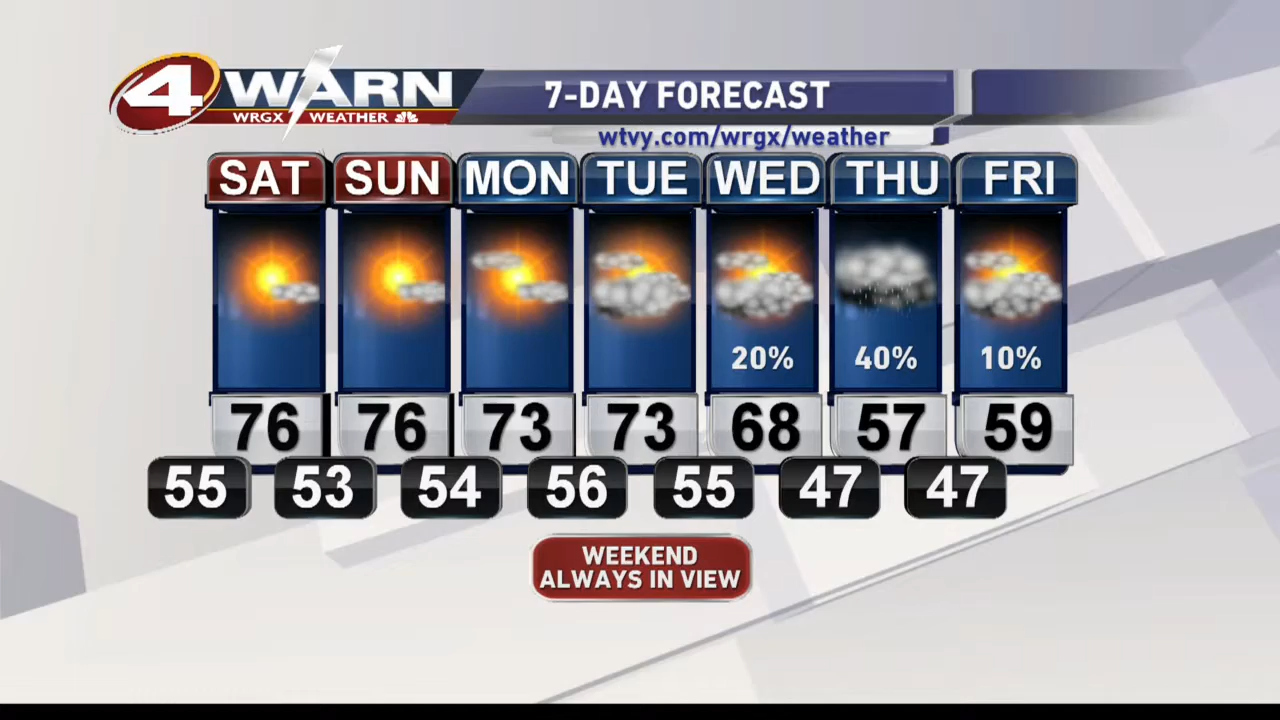 4 WARN
WRGX WEATHER
7-DAY FORECAST
wtvy.com/wrgx/weather
SAT SUN MON TUE WED THU FRI
20% 40% 10%
76 76 73 73 68 57 59
55 53 54 56 55 47 47
WEEKEND
ALWAYS IN VIEW